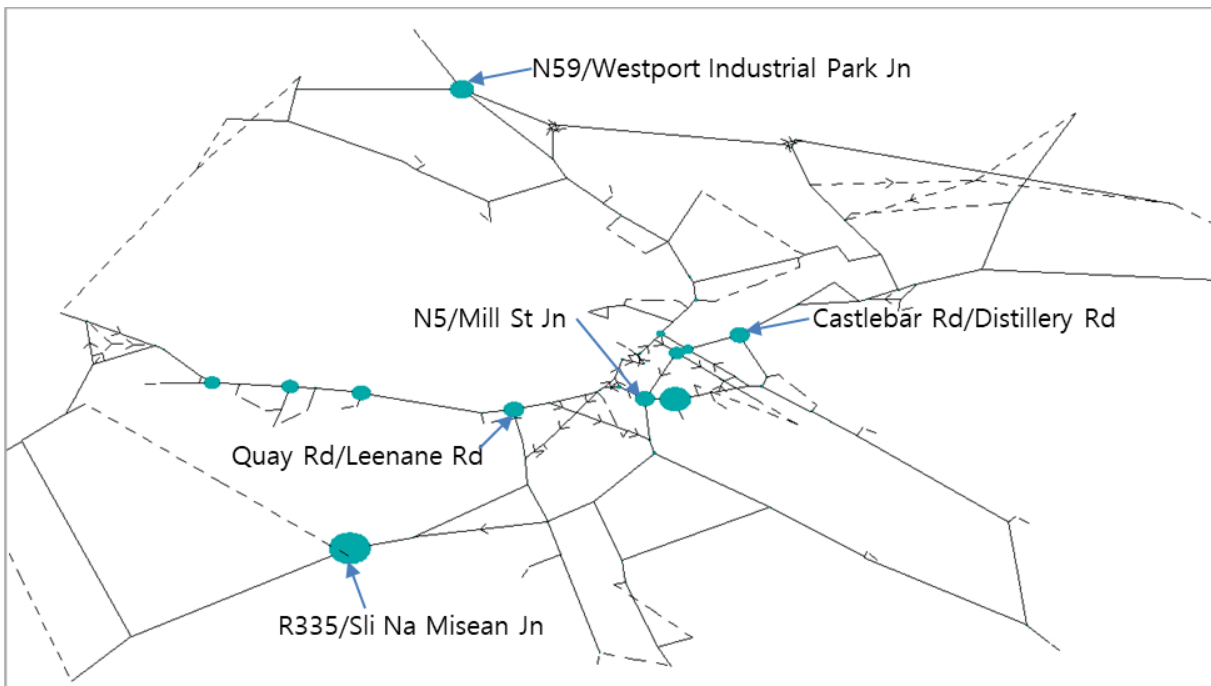 N59/Westport Industrial Park Jn
N5/Mill St Jn
Castlebar Rd/Distillery Rd
Quay Rd/Leenane Rd
R335/Sli Na Misean Jn